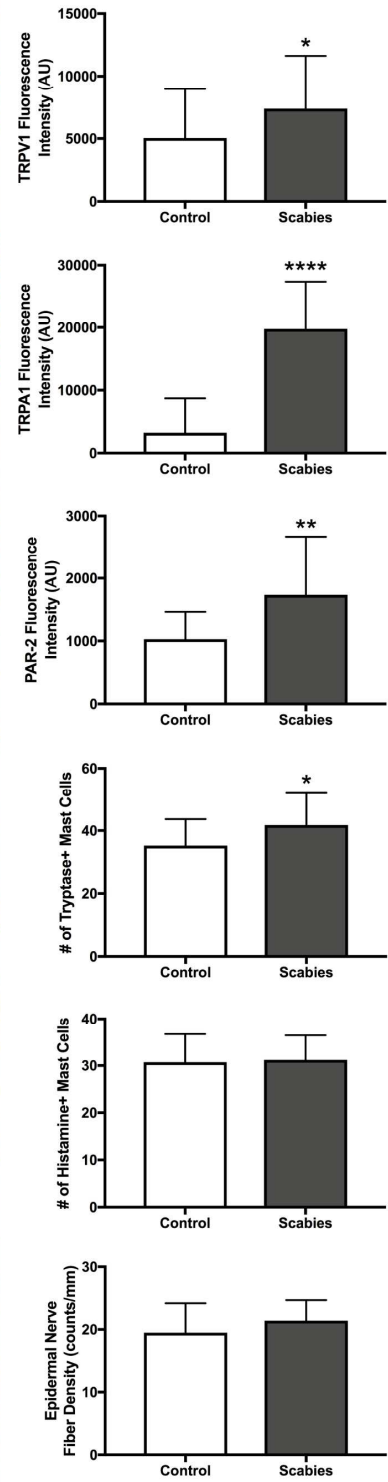 TRPV1 Fluorescence
Intensity (AU)
15000
10000
5000
0
*
Control
Scabies
TRPA1 Fluorescence
Intensity (AU)
30000
20000
10000
0
****
Control
Scabies
PAR-2 Fluorescence
Intensity (AU)
3000
2000
1000
0
**
Control
Scabies
# of Tryptase+ Mast Cells
60
40
20
0
*
Control
Scabies
# of Histamine+ Mast Cells
40
30
20
10
0
Control
Scabies
Epidermal Nerve
Fiber Density (counts/mm)
30
20
10
0
Control
Scabies